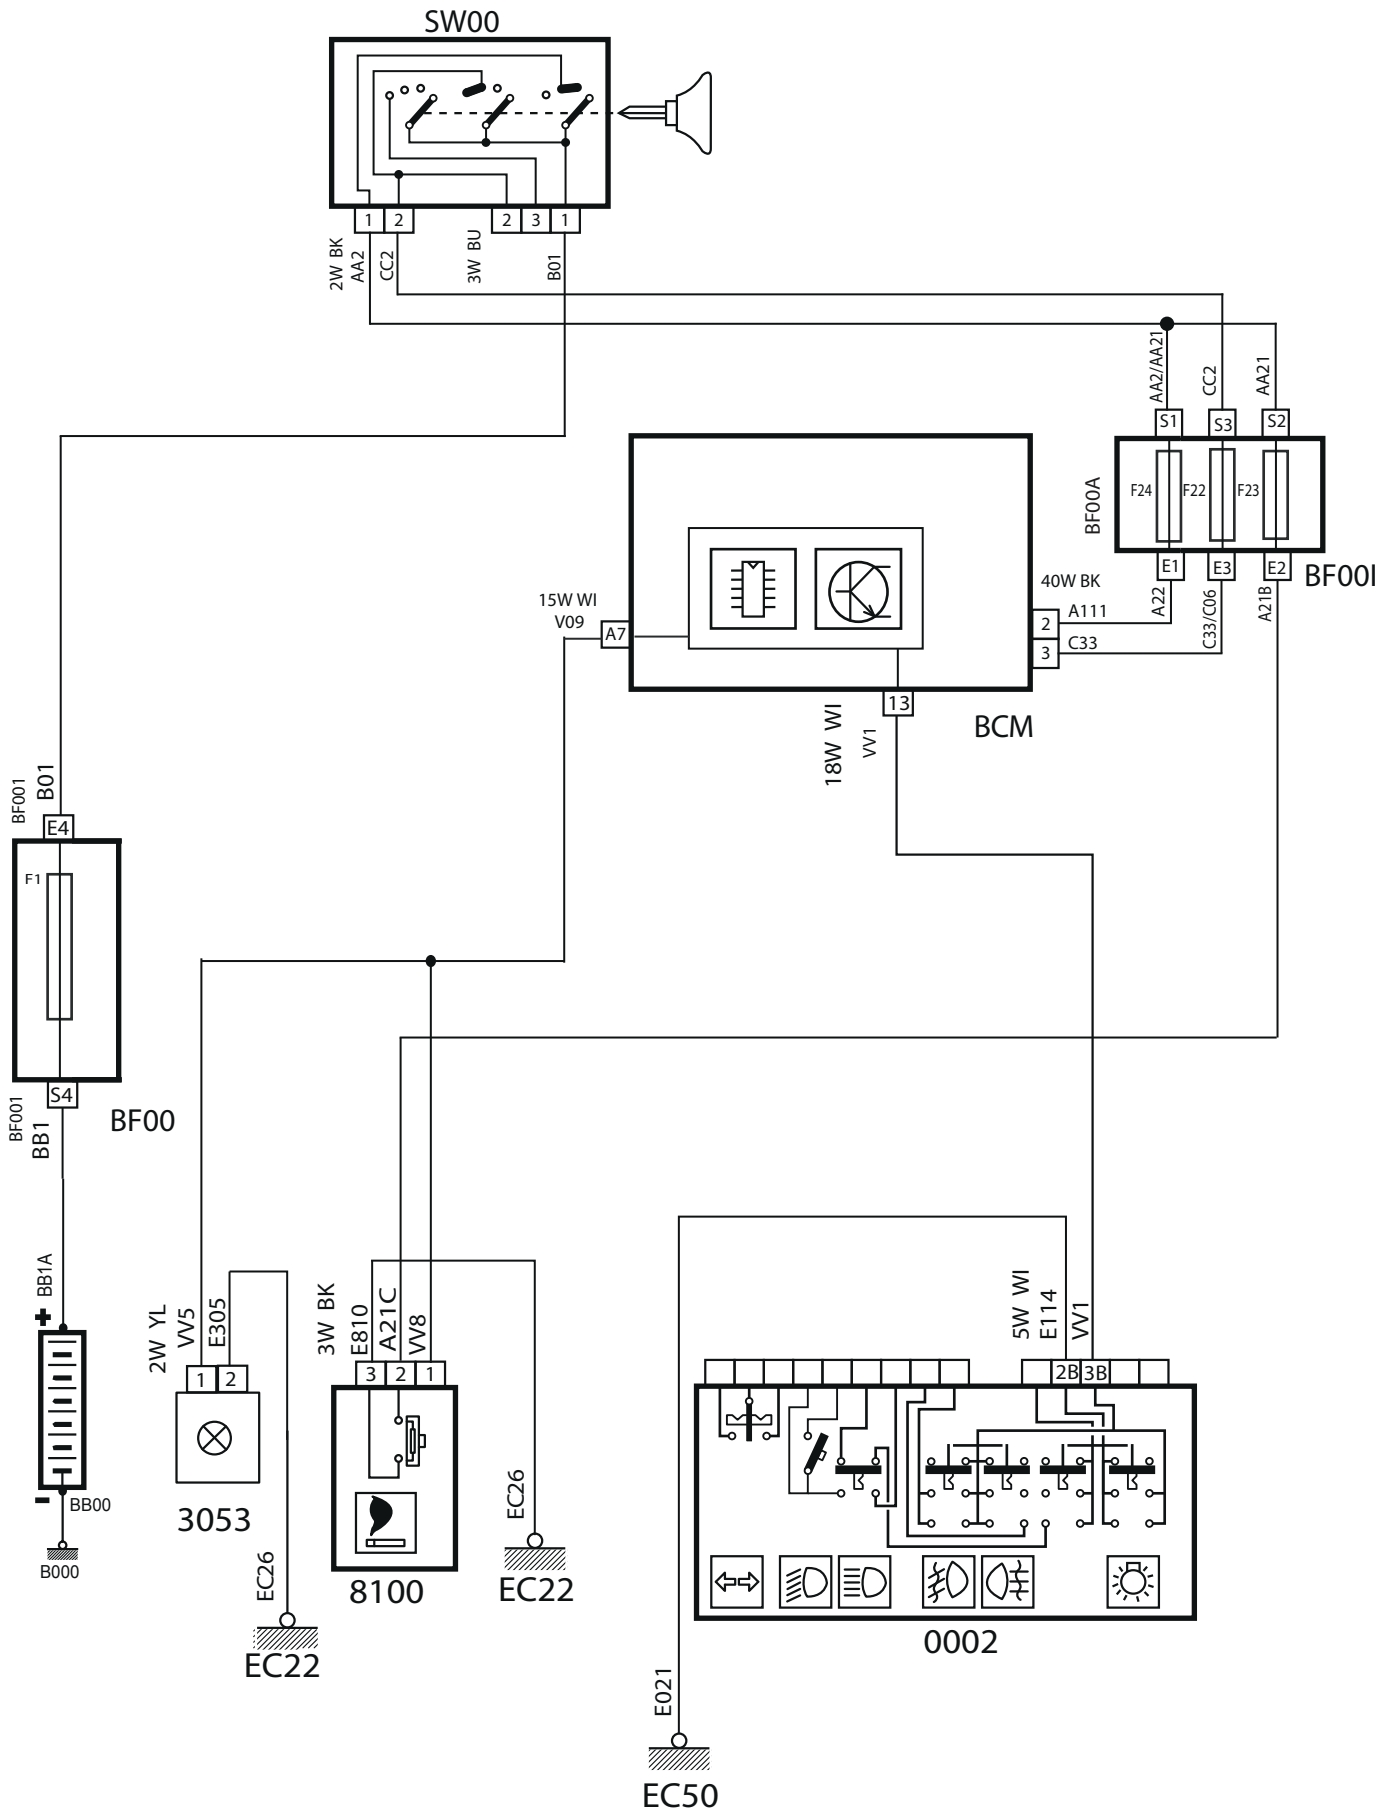 SW00
1 2 2 3 1
2W BK
AA2
CC2
3W BU
B01
AA2/AA21
CC2
AA21
S1 S3 S2
BF00A
F24 F22 F23
E1 E3 E2
BF00I
40W BK
A111
A22
C33/C06
A21B
2
C33
3
15W WI
V09
A7
13
BCM
18W WI
VV1
BF001
B01
E4
F1
S4
BF001
BB1
BF00
BB1A
+
-
BB00
B000
2W YL
VV5
E305
1 2
3053
EC26
EC22
3W BK
E810
A21C
VV8
3 2 1
8100
EC26
EC22
5W WI
E114
VV1
2B 3B
0002
E021
EC50